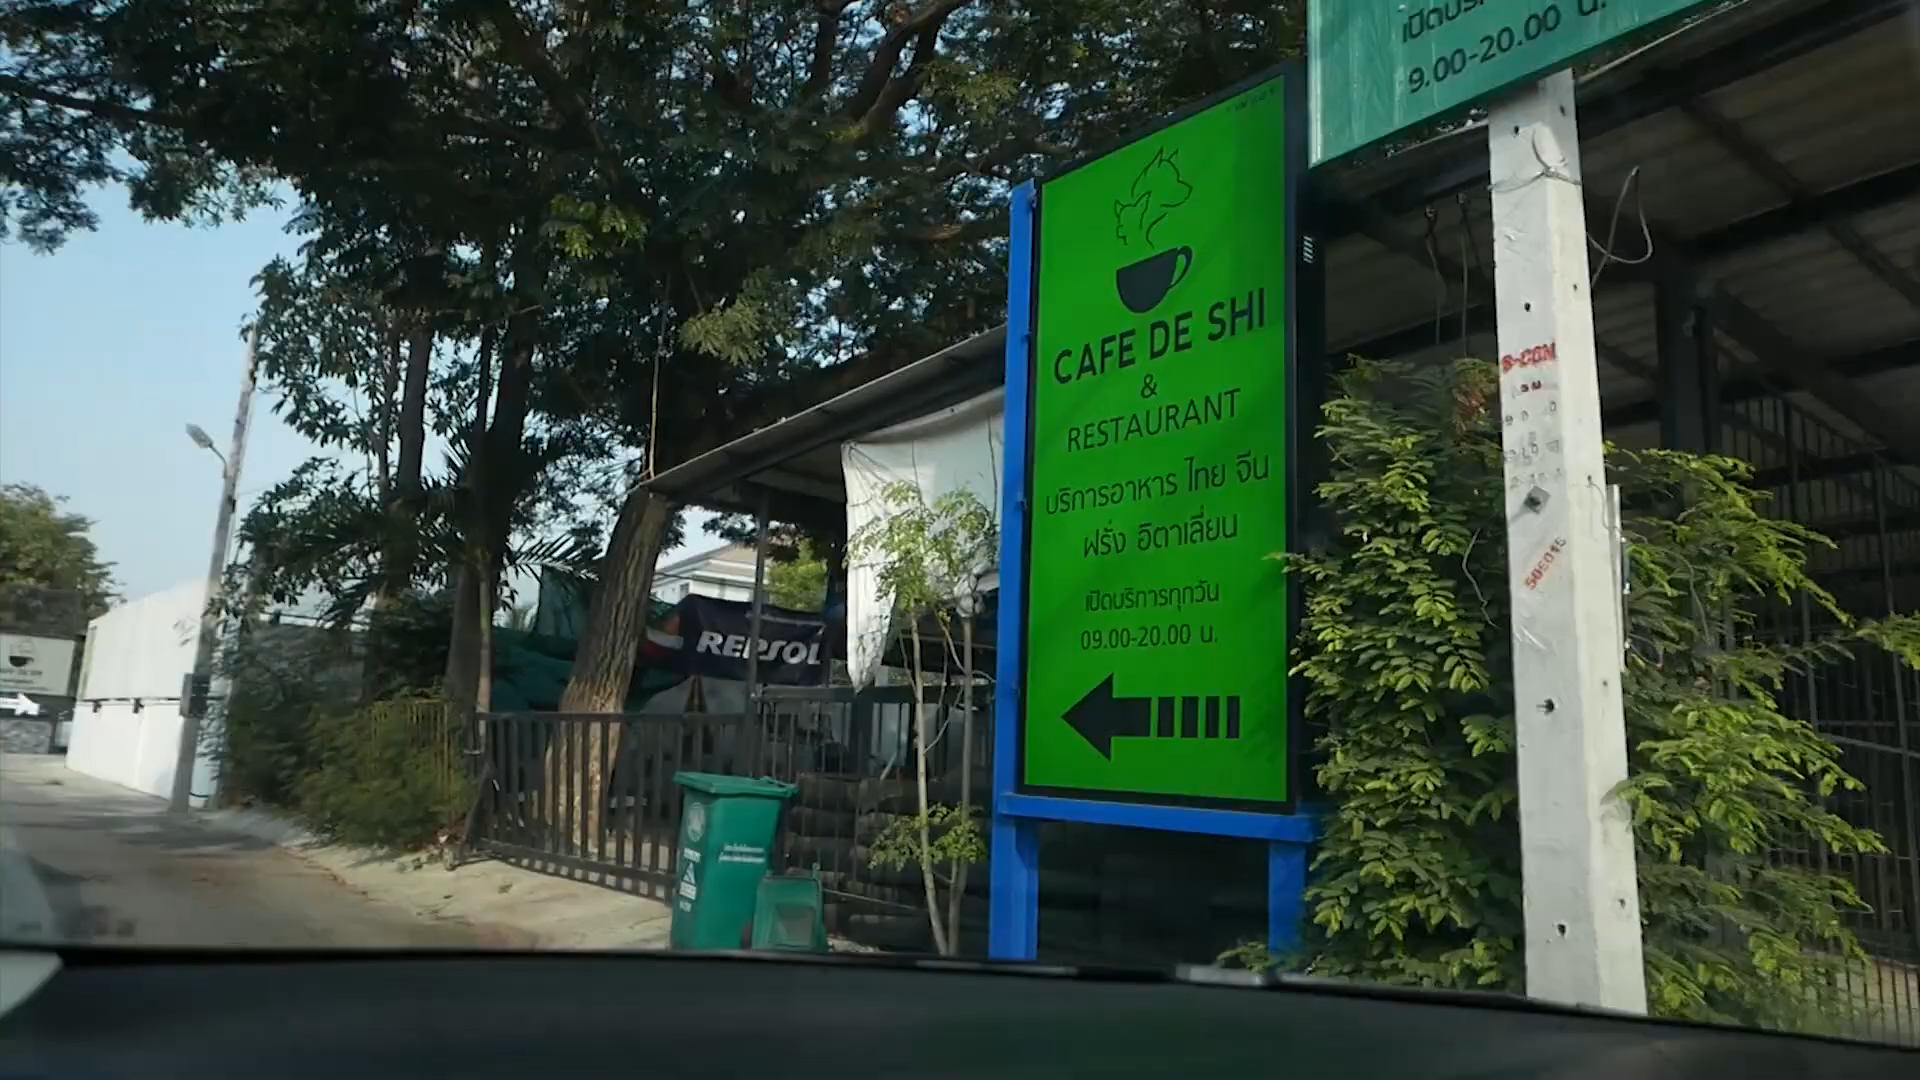 9.00-20.00 น.
CAFE DE SHI
&
RESTAURANT
บริการอาหาร ไทย จีน
ฝรั่ง อิตาเลี่ยน
เปิดบริการทุกวัน
09.00-20.00 น.
REPSOL